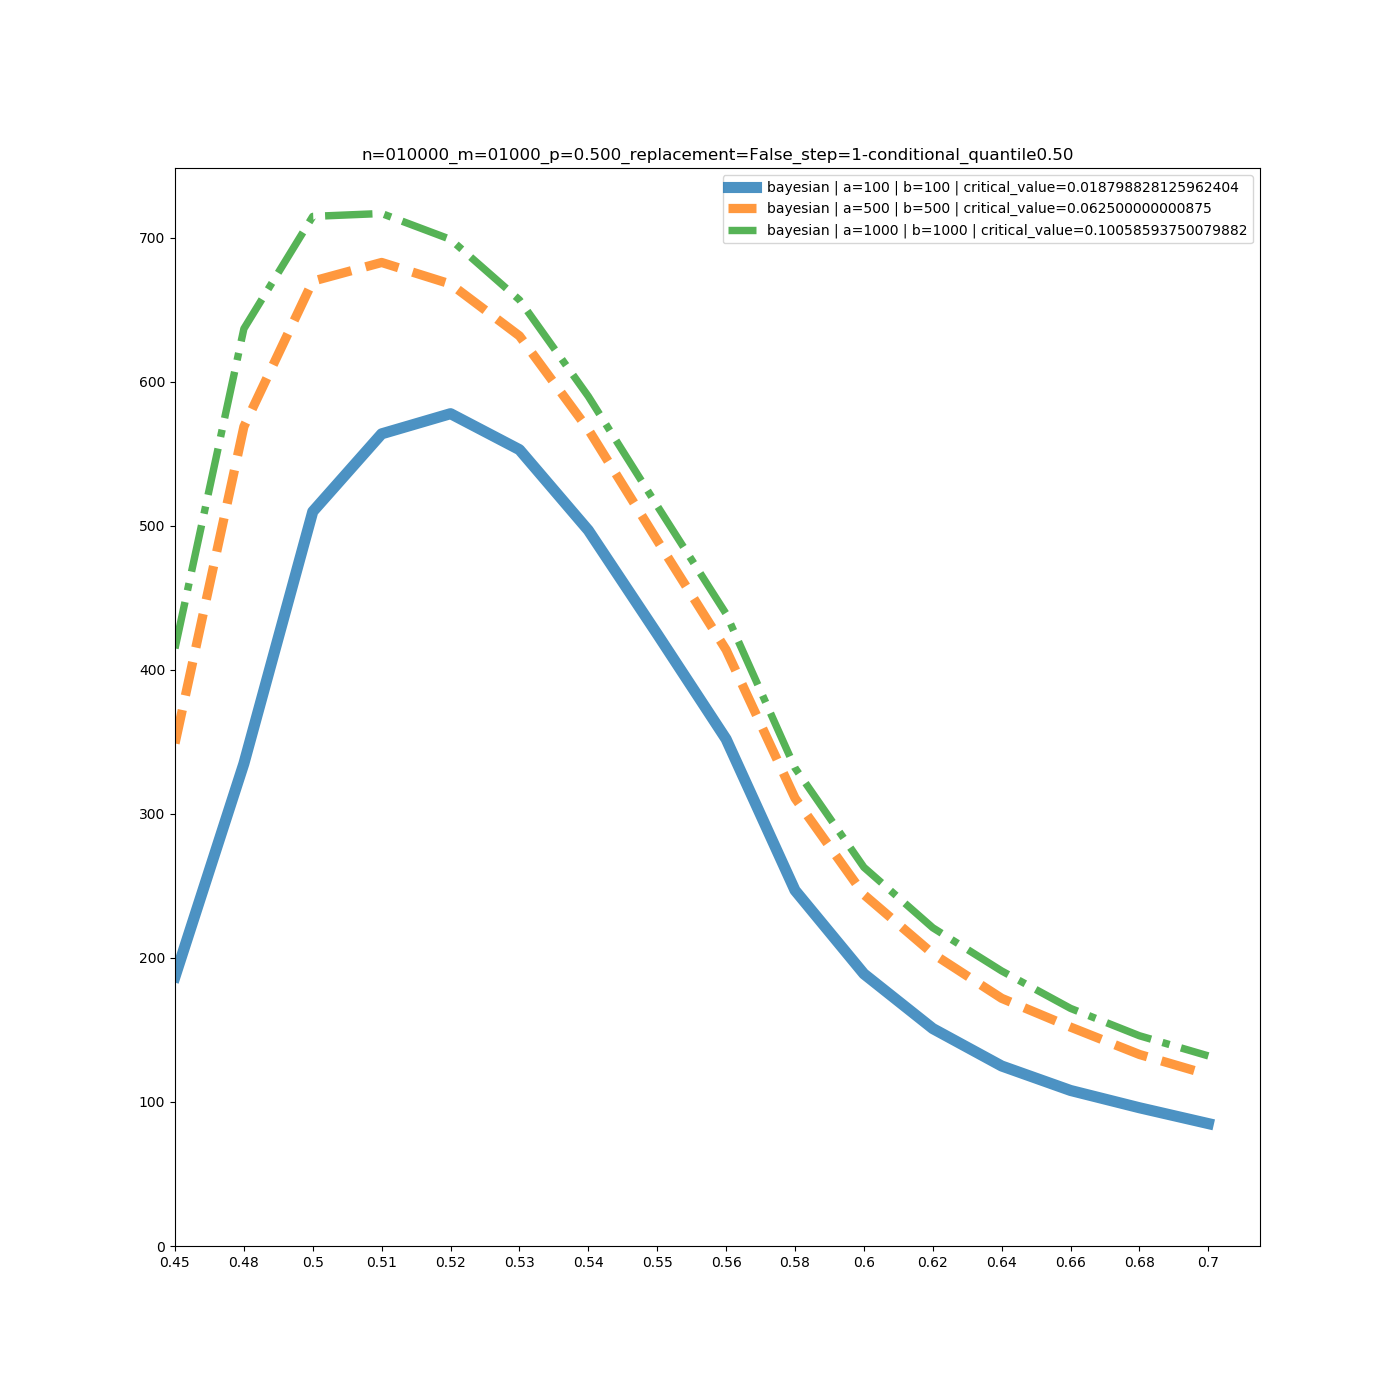 n=010000_m=01000_p=0.500_replacement=False_step=1-conditional_quantile0.50
bayesian | a=100 | b=100 | critical_value=0.018798828125962404
bayesian | a=500 | b=500 | critical_value=0.062500000000875
bayesian | a=1000 | b=1000 | critical_value=0.10058593750079882
700
600
500
400
300
200
100
0
0.45 0.48 0.5 0.51 0.52 0.53 0.54 0.55 0.56 0.58 0.6 0.62 0.64 0.66 0.68 0.7